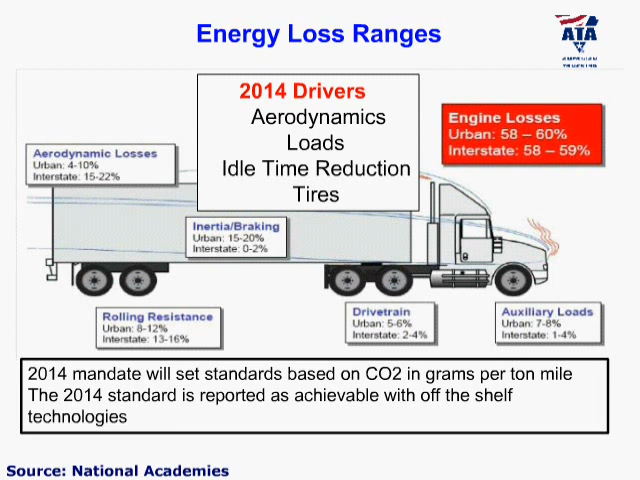 Energy Loss Ranges
ATA
AMERICAN
TRUCKING
2014 Drivers
Aerodynamics
Loads
Idle Time Reduction
Tires
Engine Losses
Urban: 58 – 60%
Interstate: 58 – 59%
Aerodynamic Losses
Urban: 4-10%
Interstate: 15-22%
Inertia/Braking
Urban: 15-20%
Interstate: 0-2%
Rolling Resistance
Urban: 8-12%
Interstate: 13-16%
Drivetrain
Urban: 5-6%
Interstate: 2-4%
Auxiliary Loads
Urban: 7-8%
Interstate: 1-4%
2014 mandate will set standards based on CO2 in grams per ton mile
The 2014 standard is reported as achievable with off the shelf
technologies
Source: National Academies